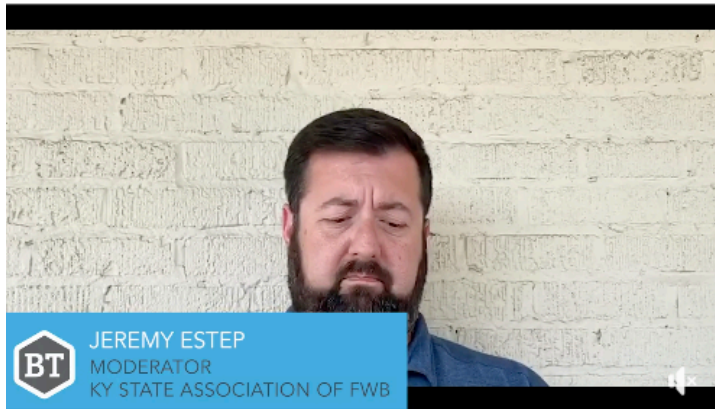 BT
JEREMY ESTEP
MODERATOR
KY STATE ASSOCIATION OF FWB